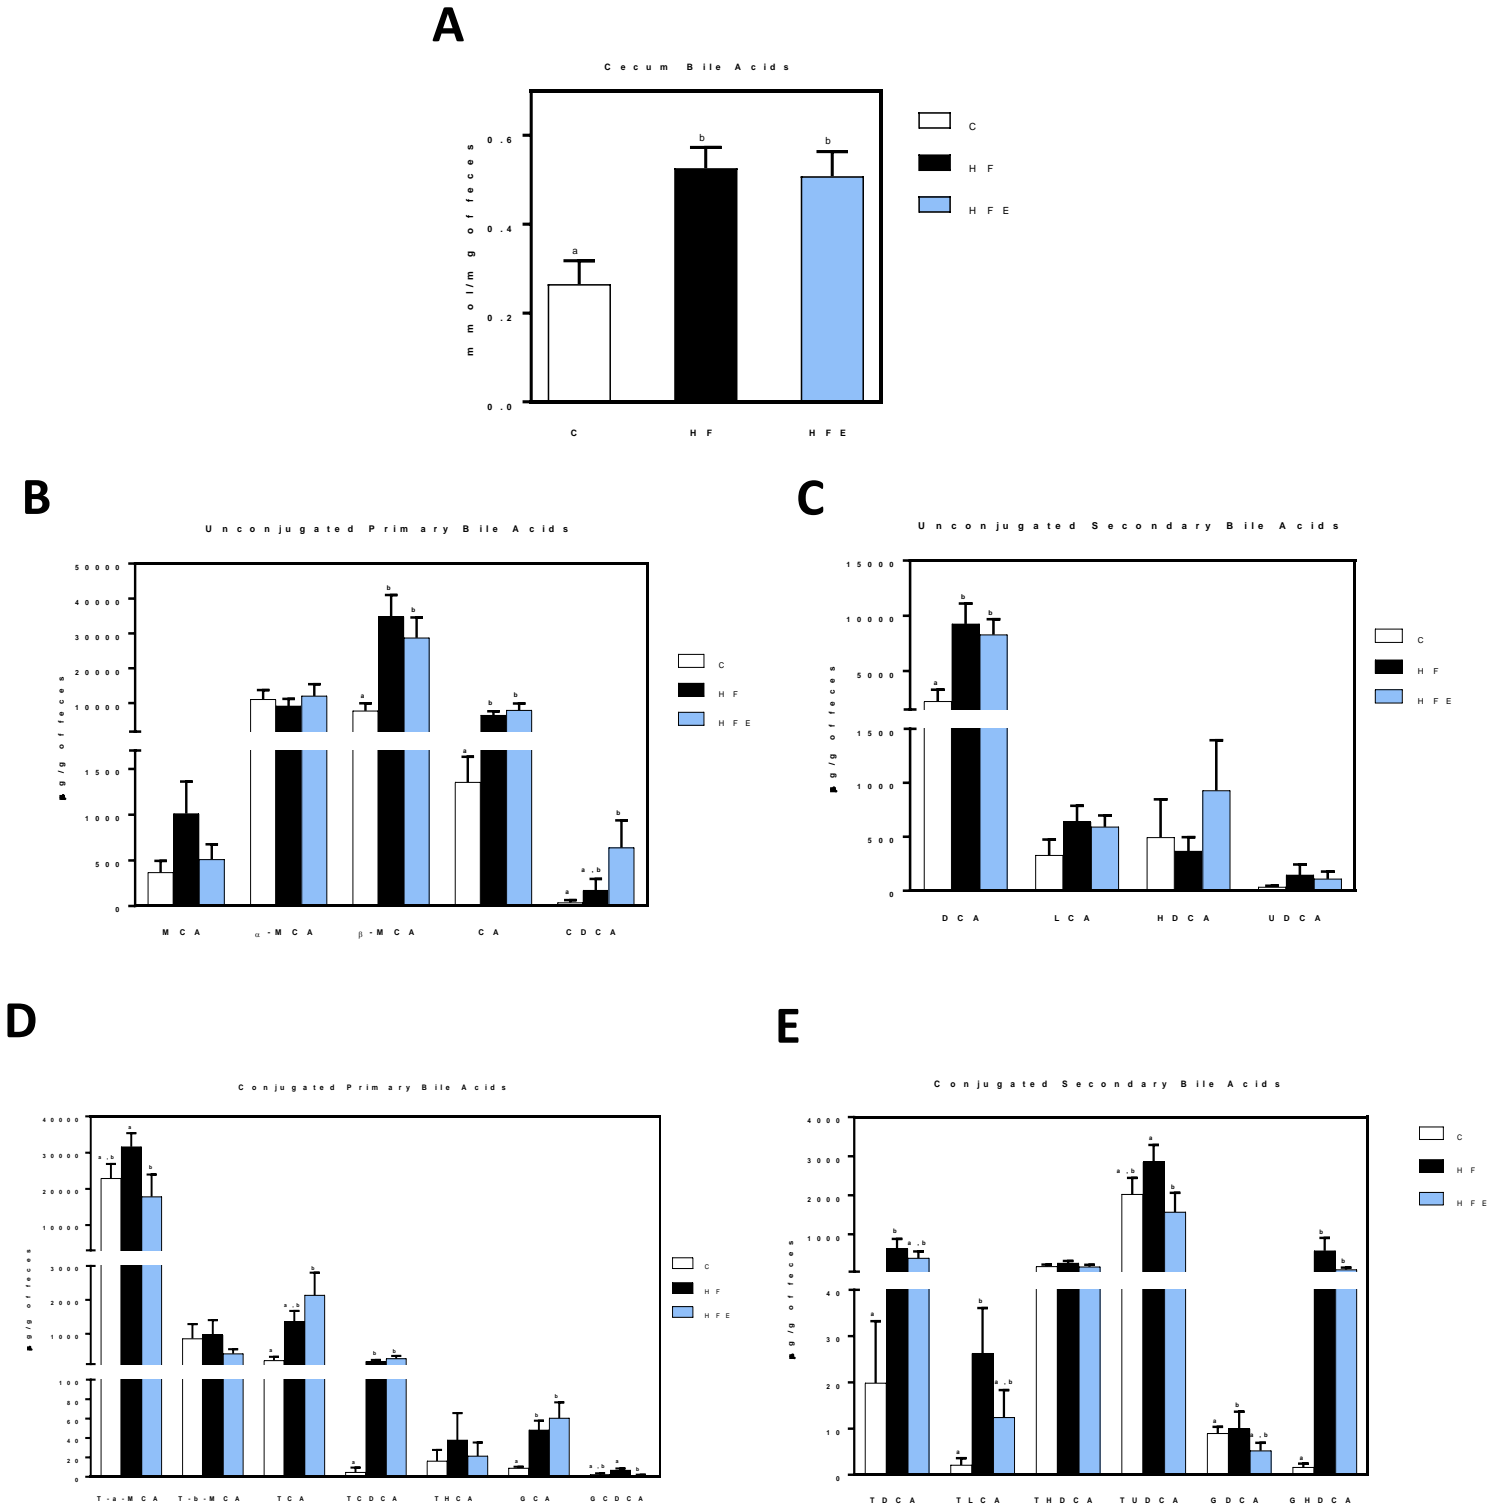 A
Cecum Bile Acids
mmol/mg of feces
0.6
0.4
0.2
0.0
a
b
b
C
HF
HFE
C
HF
HFE
B
Unconjugated Primary Bile Acids
µg/g of feces
50000
40000
30000
20000
10000
1500
1000
500
0
a
b
b
a
b
b
a
a,b
b
MCA
α-MCA
β-MCA
CA
CDCA
C
HF
HFE
C
Unconjugated Secondary Bile Acids
µg/g of feces
15000
10000
5000
1500
1000
500
0
a
b
b
DCA
LCA
HDCA
UDCA
C
HF
HFE
D
Conjugated Primary Bile Acids
µg/g of feces
40000
30000
20000
10000
3000
2000
1000
100
80
60
40
20
0
a,b
a
b
a
a,b
b
a
b
b
a
b
b
a,b
a
b
T-a-MCA
T-b-MCA
TCA
TCDCA
THCA
GCA
GCDCA
C
HF
HFE
E
Conjugated Secondary Bile Acids
µg/g of feces
4000
3000
2000
1000
40
30
20
10
0
a
b
a,b
a
b
a,b
a,b
a
b
a
b
a,b
a
b
b
TDCA
TLCA
THDCA
TUDCA
GDCA
GHDCA
C
HF
HFE